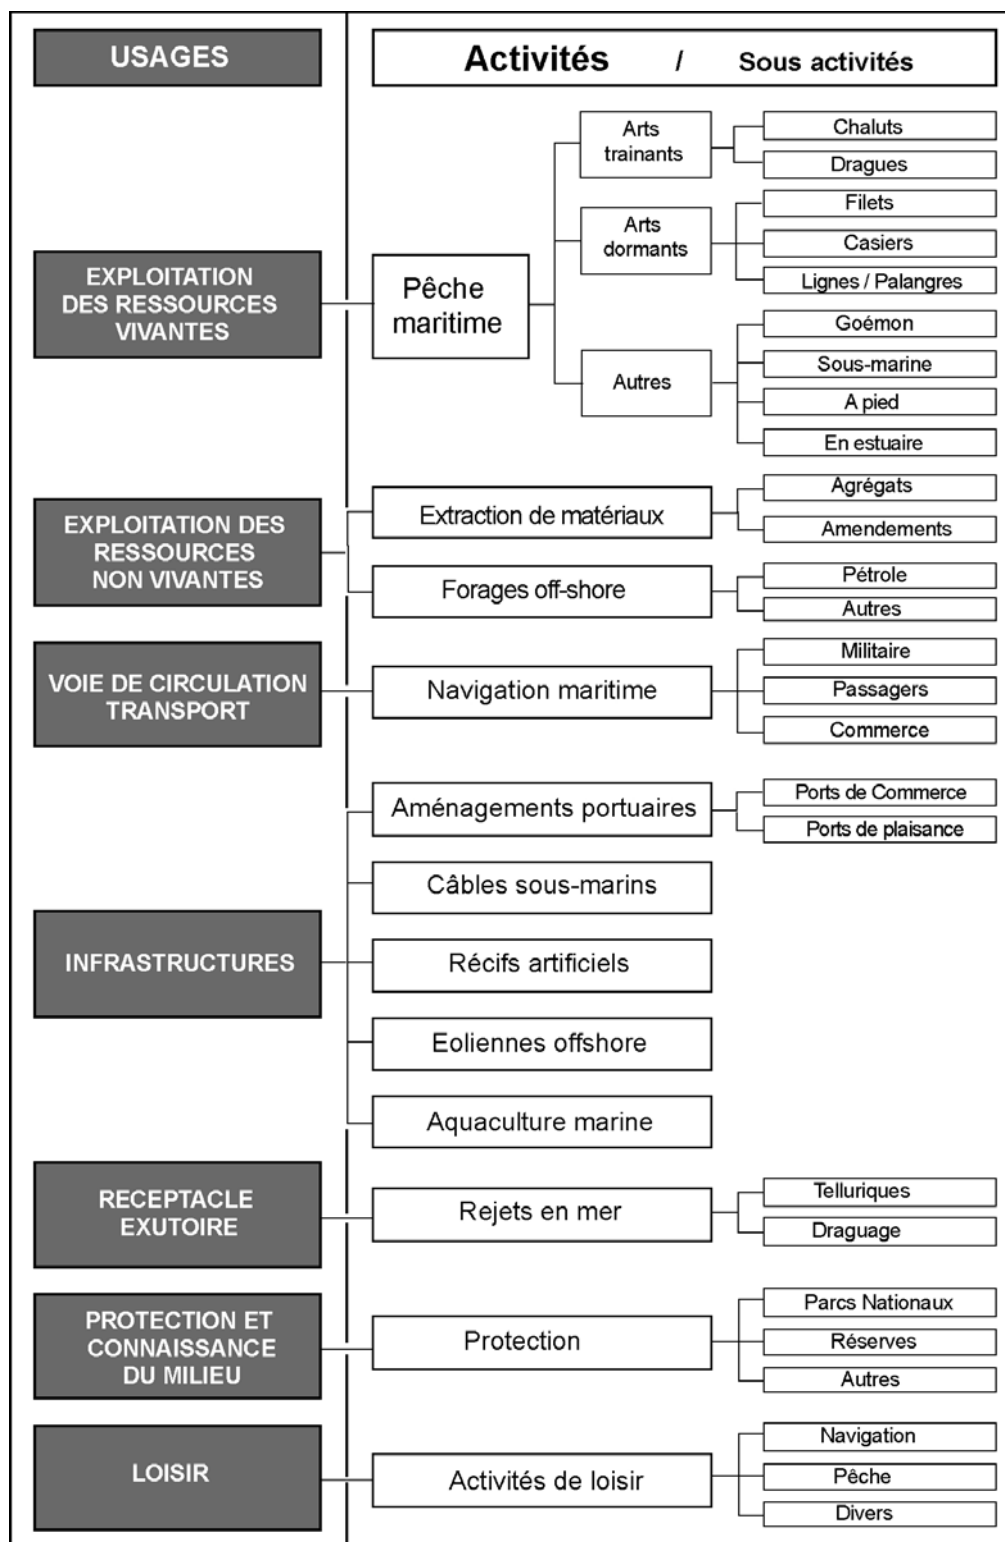 USAGES
Activités / Sous activités
EXPLOITATION
DES RESSOURCES
VIVANTES
Pêche
maritime
Arts
trainants
Chaluts
Dragues
Arts
dormants
Filets
Casiers
Lignes / Palangres
Autres
Goémon
Sous-marine
A pied
En estuaire
EXPLOITATION DES
RESSOURCES
NON VIVANTES
Extraction de matériaux
Agrégats
Amendements
Forages off-shore
Pétrole
Autres
VOIE DE CIRCULATION
TRANSPORT
Navigation maritime
Militaire
Passagers
Commerce
INFRASTRUCTURES
Aménagements portuaires
Ports de Commerce
Ports de plaisance
Câbles sous-marins
Récifs artificiels
Eoliennes offshore
Aquaculture marine
RECEPTACLE
EXUTOIRE
Rejets en mer
Telluriques
Draguage
PROTECTION ET
CONNAISSANCE
DU MILIEU
Protection
Parcs Nationaux
Réserves
Autres
LOISIR
Activités de loisir
Navigation
Pêche
Divers